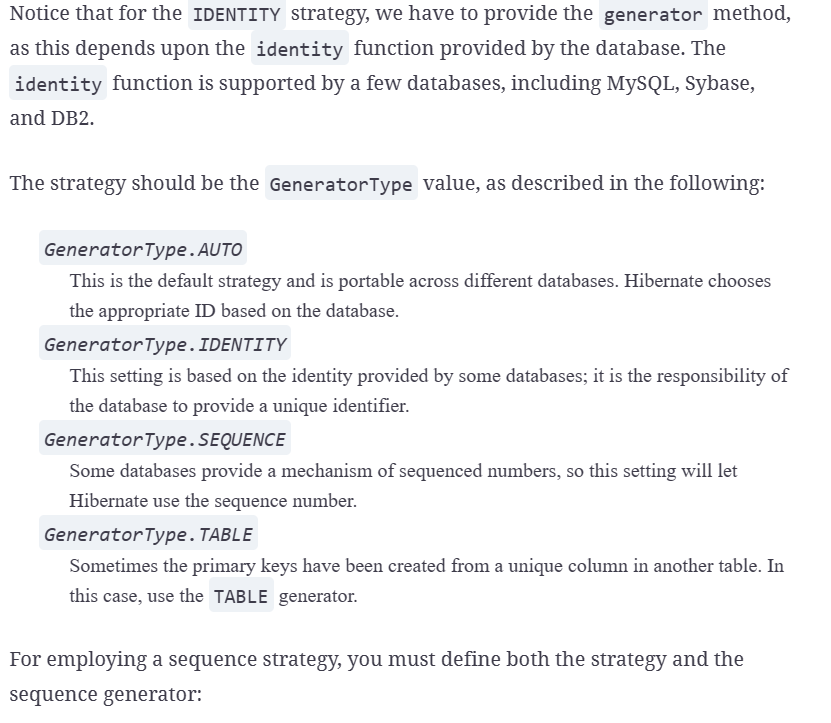 Notice that for the IDENTITY strategy, we have to provide the generator method,
as this depends upon the identity function provided by the database. The
identity function is supported by a few databases, including MySQL, Sybase,
and DB2.
The strategy should be the GeneratorType value, as described in the following:
GeneratorType.AUTO
This is the default strategy and is portable across different databases. Hibernate chooses
the appropriate ID based on the database.
GeneratorType.IDENTITY
This setting is based on the identity provided by some databases; it is the responsibility of
the database to provide a unique identifier.
GeneratorType.SEQUENCE
Some databases provide a mechanism of sequenced numbers, so this setting will let
Hibernate use the sequence number.
GeneratorType.TABLE
Sometimes the primary keys have been created from a unique column in another table. In
this case, use the TABLE generator.
For employing a sequence strategy, you must define both the strategy and the
sequence generator: